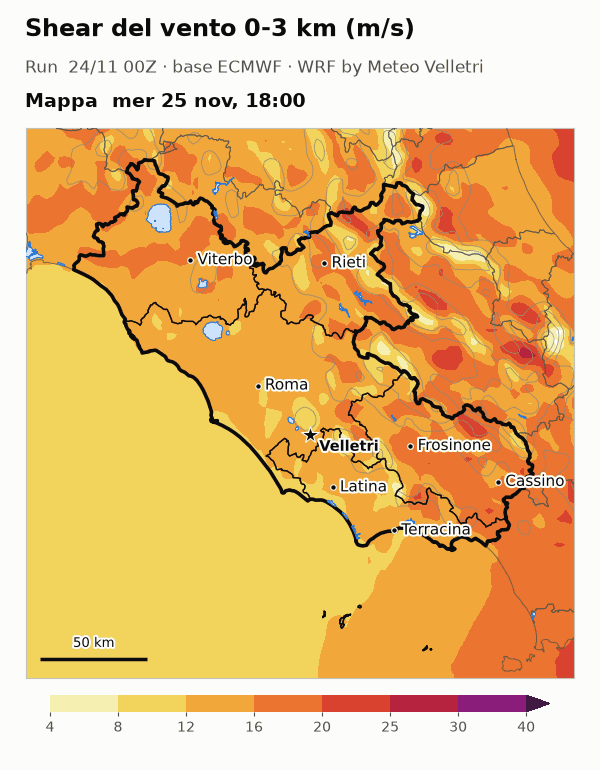 Shear del vento 0-3 km (m/s)
Run 24/11 00Z · base ECMWF · WRF by Meteo Velletri
Mappa mer 25 nov, 18:00
Viterbo
Rieti
Roma
Velletri
Frosinone
Latina
Cassino
Terracina
50 km
4 8 12 16 20 25 30 40